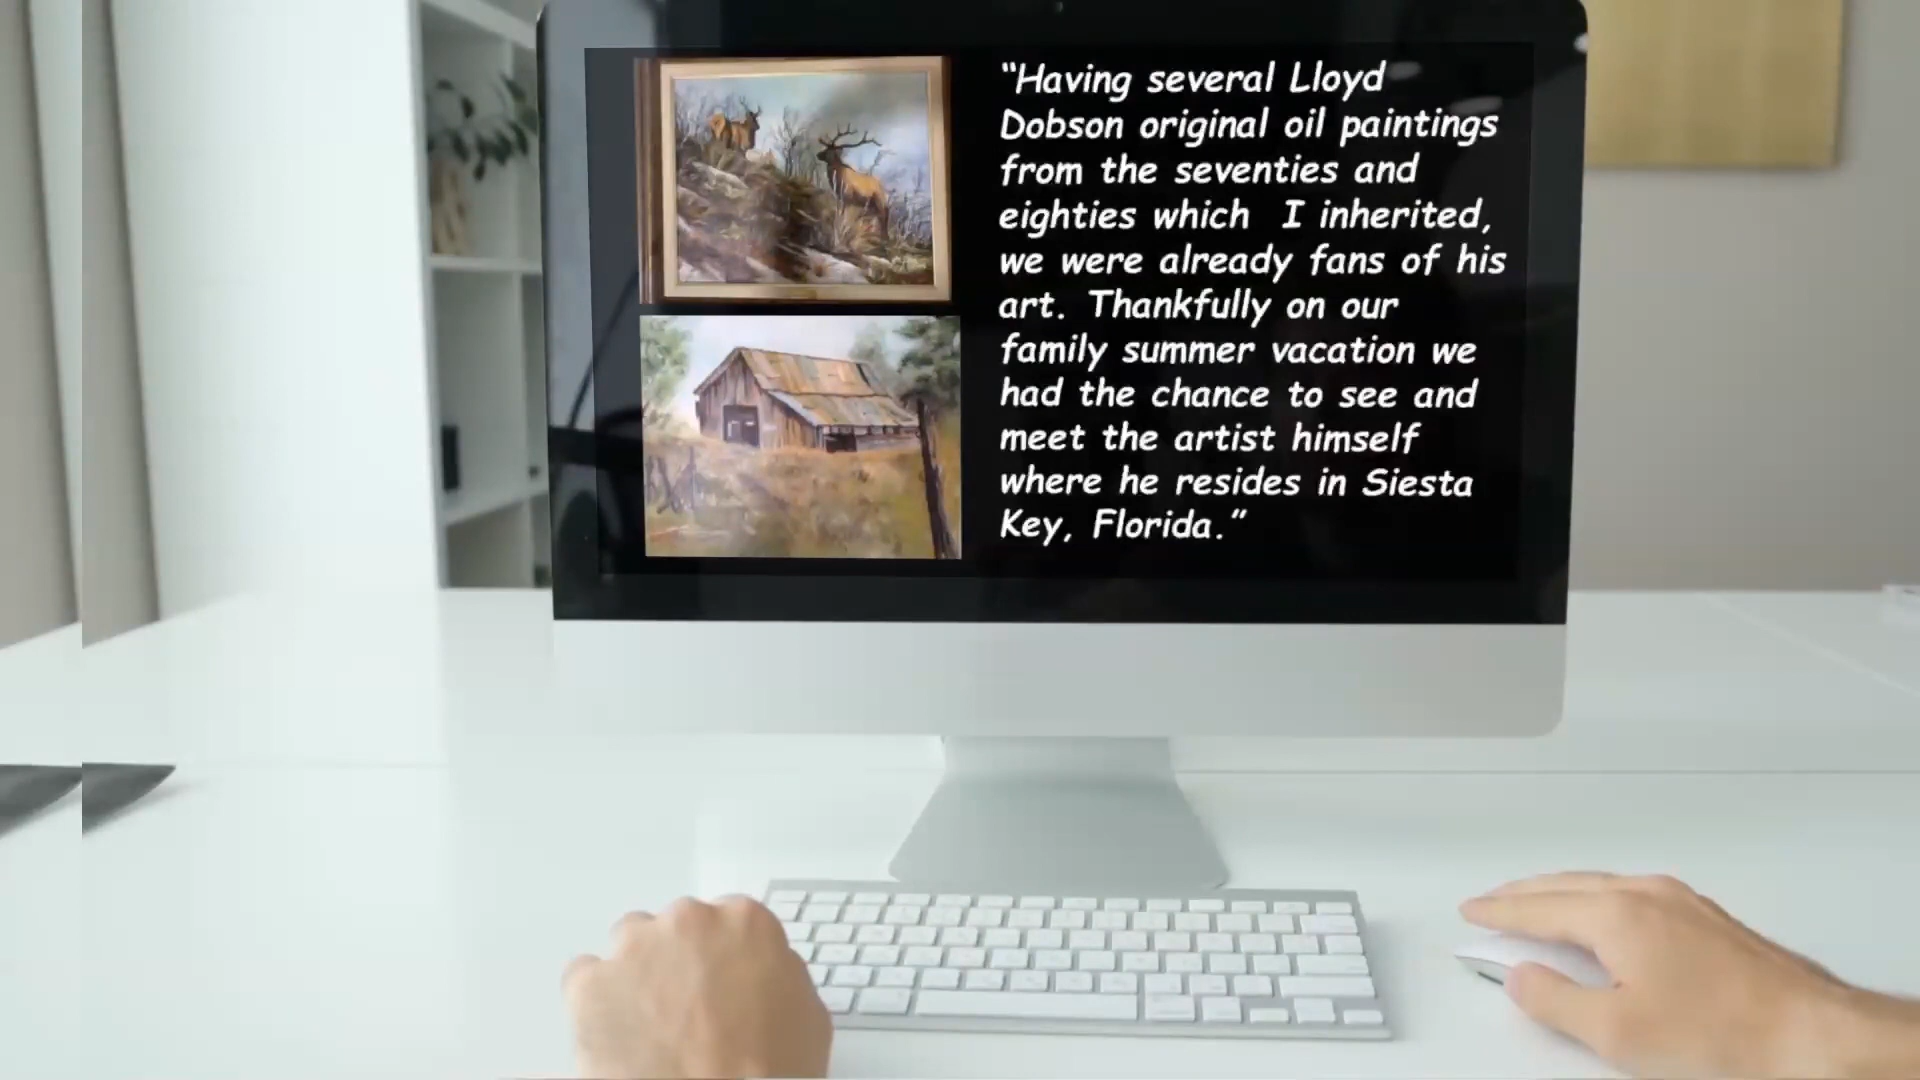 “Having several Lloyd
Dobson original oil paintings
from the seventies and
eighties which I inherited,
we were already fans of his
art. Thankfully on our
family summer vacation we
had the chance to see and
meet the artist himself
where he resides in Siesta
Key, Florida.”